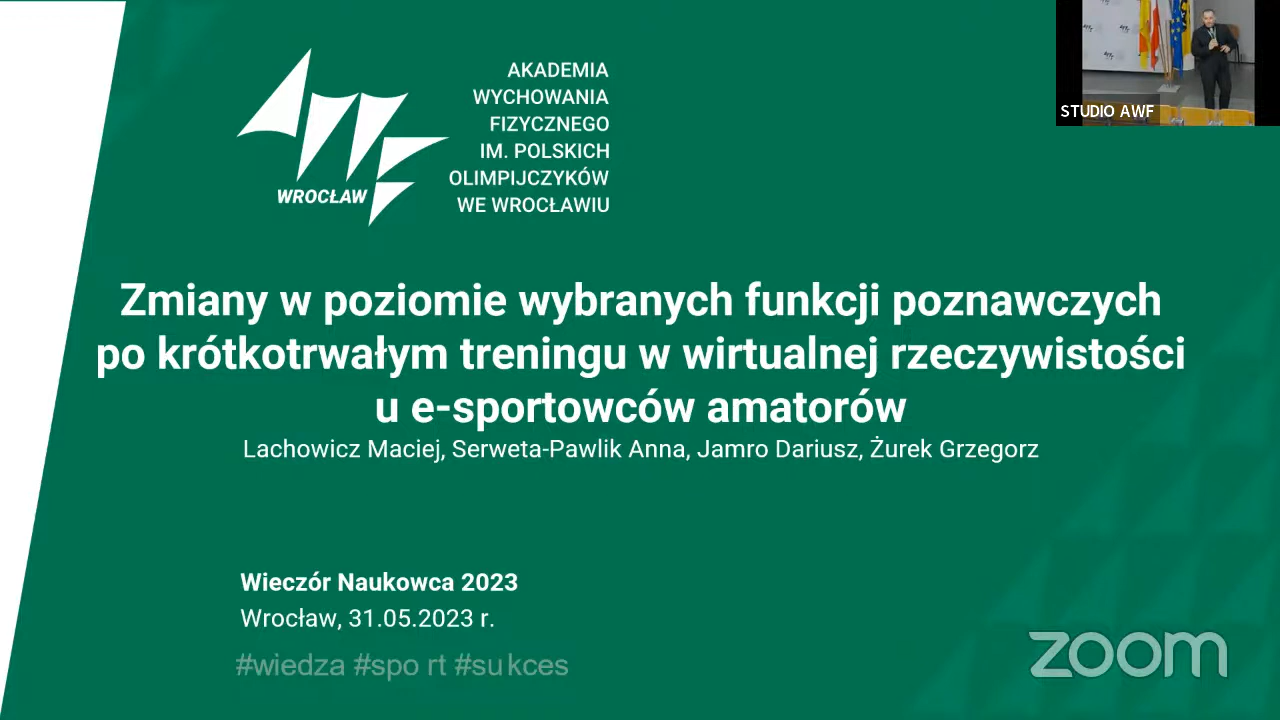 AKADEMIA
WYCHOWANIA
FIZYCZNEGO
IM. POLSKICH
OLIMPIJCZYKÓW
WE WROCŁAWIU
WROCŁAW
STUDIO AWF
Zmiany w poziomie wybranych funkcji poznawczych
po krótkotrwałym treningu w wirtualnej rzeczywistości
u e-sportowców amatorów
Lachowicz Maciej, Serweta-Pawlik Anna, Jamro Dariusz, Żurek Grzegorz
Wieczór Naukowca 2023
Wrocław, 31.05.2023 r.
#wiedza #spo rt #sukces
zoom